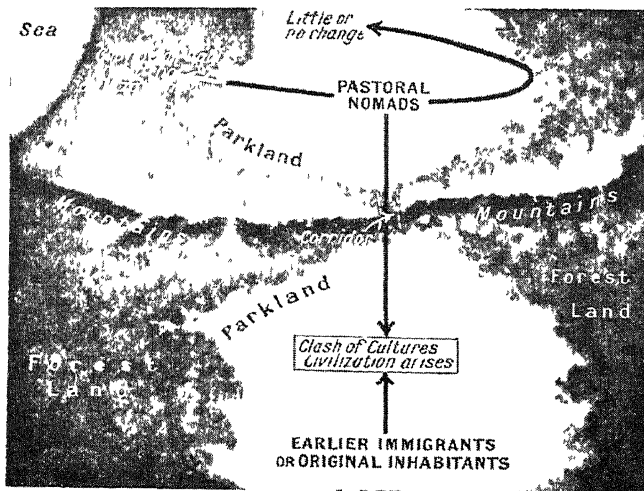 Sea
Little or
no change
PASTORAL
NOMADS
Parkland
Mountains
Mountains
Corridor
Parkland
Forest
Land
Forest
Land
Clash of Cultures
Civilization arises
EARLIER IMMIGRANTS
OR ORIGINAL INHABITANTS